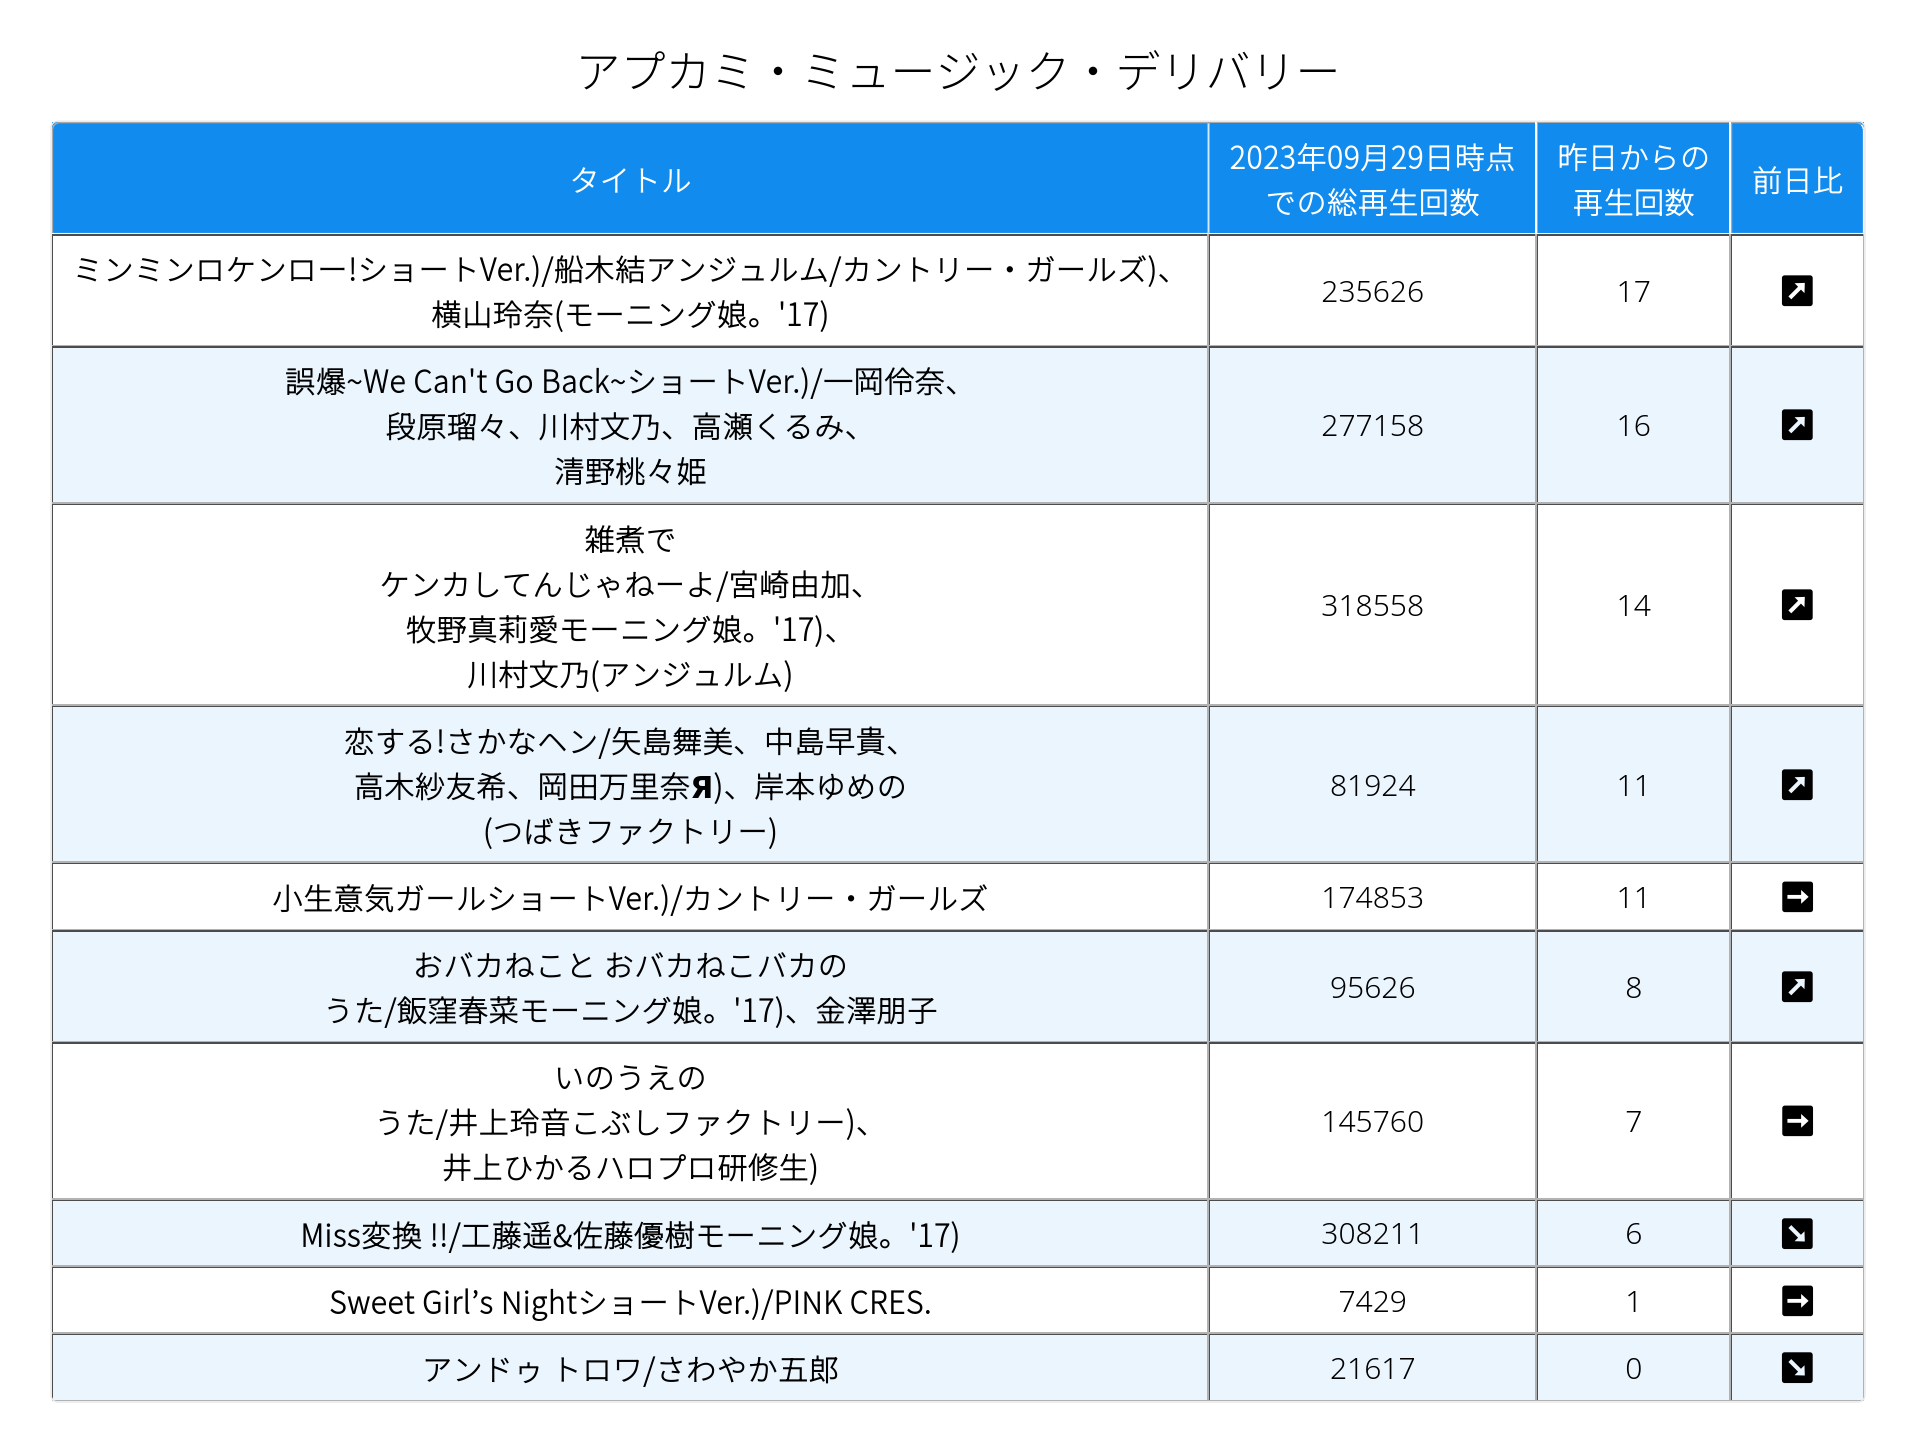 アプカミ・ミュージック・デリバリー
タイトル
2023年09月29日時点
での総再生回数
昨日からの
再生回数
前日比
ミンミンロケンロー!ショートVer.)/船木結アンジュルム/カントリー・ガールズ)、
横山玲奈(モーニング娘。'17)
235626
17
誤爆~We Can't Go Back~ショートVer.)/一岡伶奈、
段原瑠々、川村文乃、高瀬くるみ、
清野桃々姫
277158
16
雑煮で
ケンカしてんじゃねーよ/宮崎由加、
牧野真莉愛モーニング娘。'17)、
川村文乃(アンジュルム)
318558
14
恋する!さかなヘン/矢島舞美、中島早貴、
高木紗友希、岡田万里奈Я)、岸本ゆめの
(つばきファクトリー)
81924
11
小生意気ガールショートVer.)/カントリー・ガールズ
174853
11
おバカねこと おバカねこバカの
うた/飯窪春菜モーニング娘。'17)、金澤朋子
95626
8
いのうえの
うた/井上玲音こぶしファクトリー)、
井上ひかるハロプロ研修生)
145760
7
Miss変換 !!/工藤遥&佐藤優樹モーニング娘。'17)
308211
6
Sweet Girl’s NightショートVer.)/PINK CRES.
7429
1
アンドゥ トロワ/さわやか五郎
21617
0